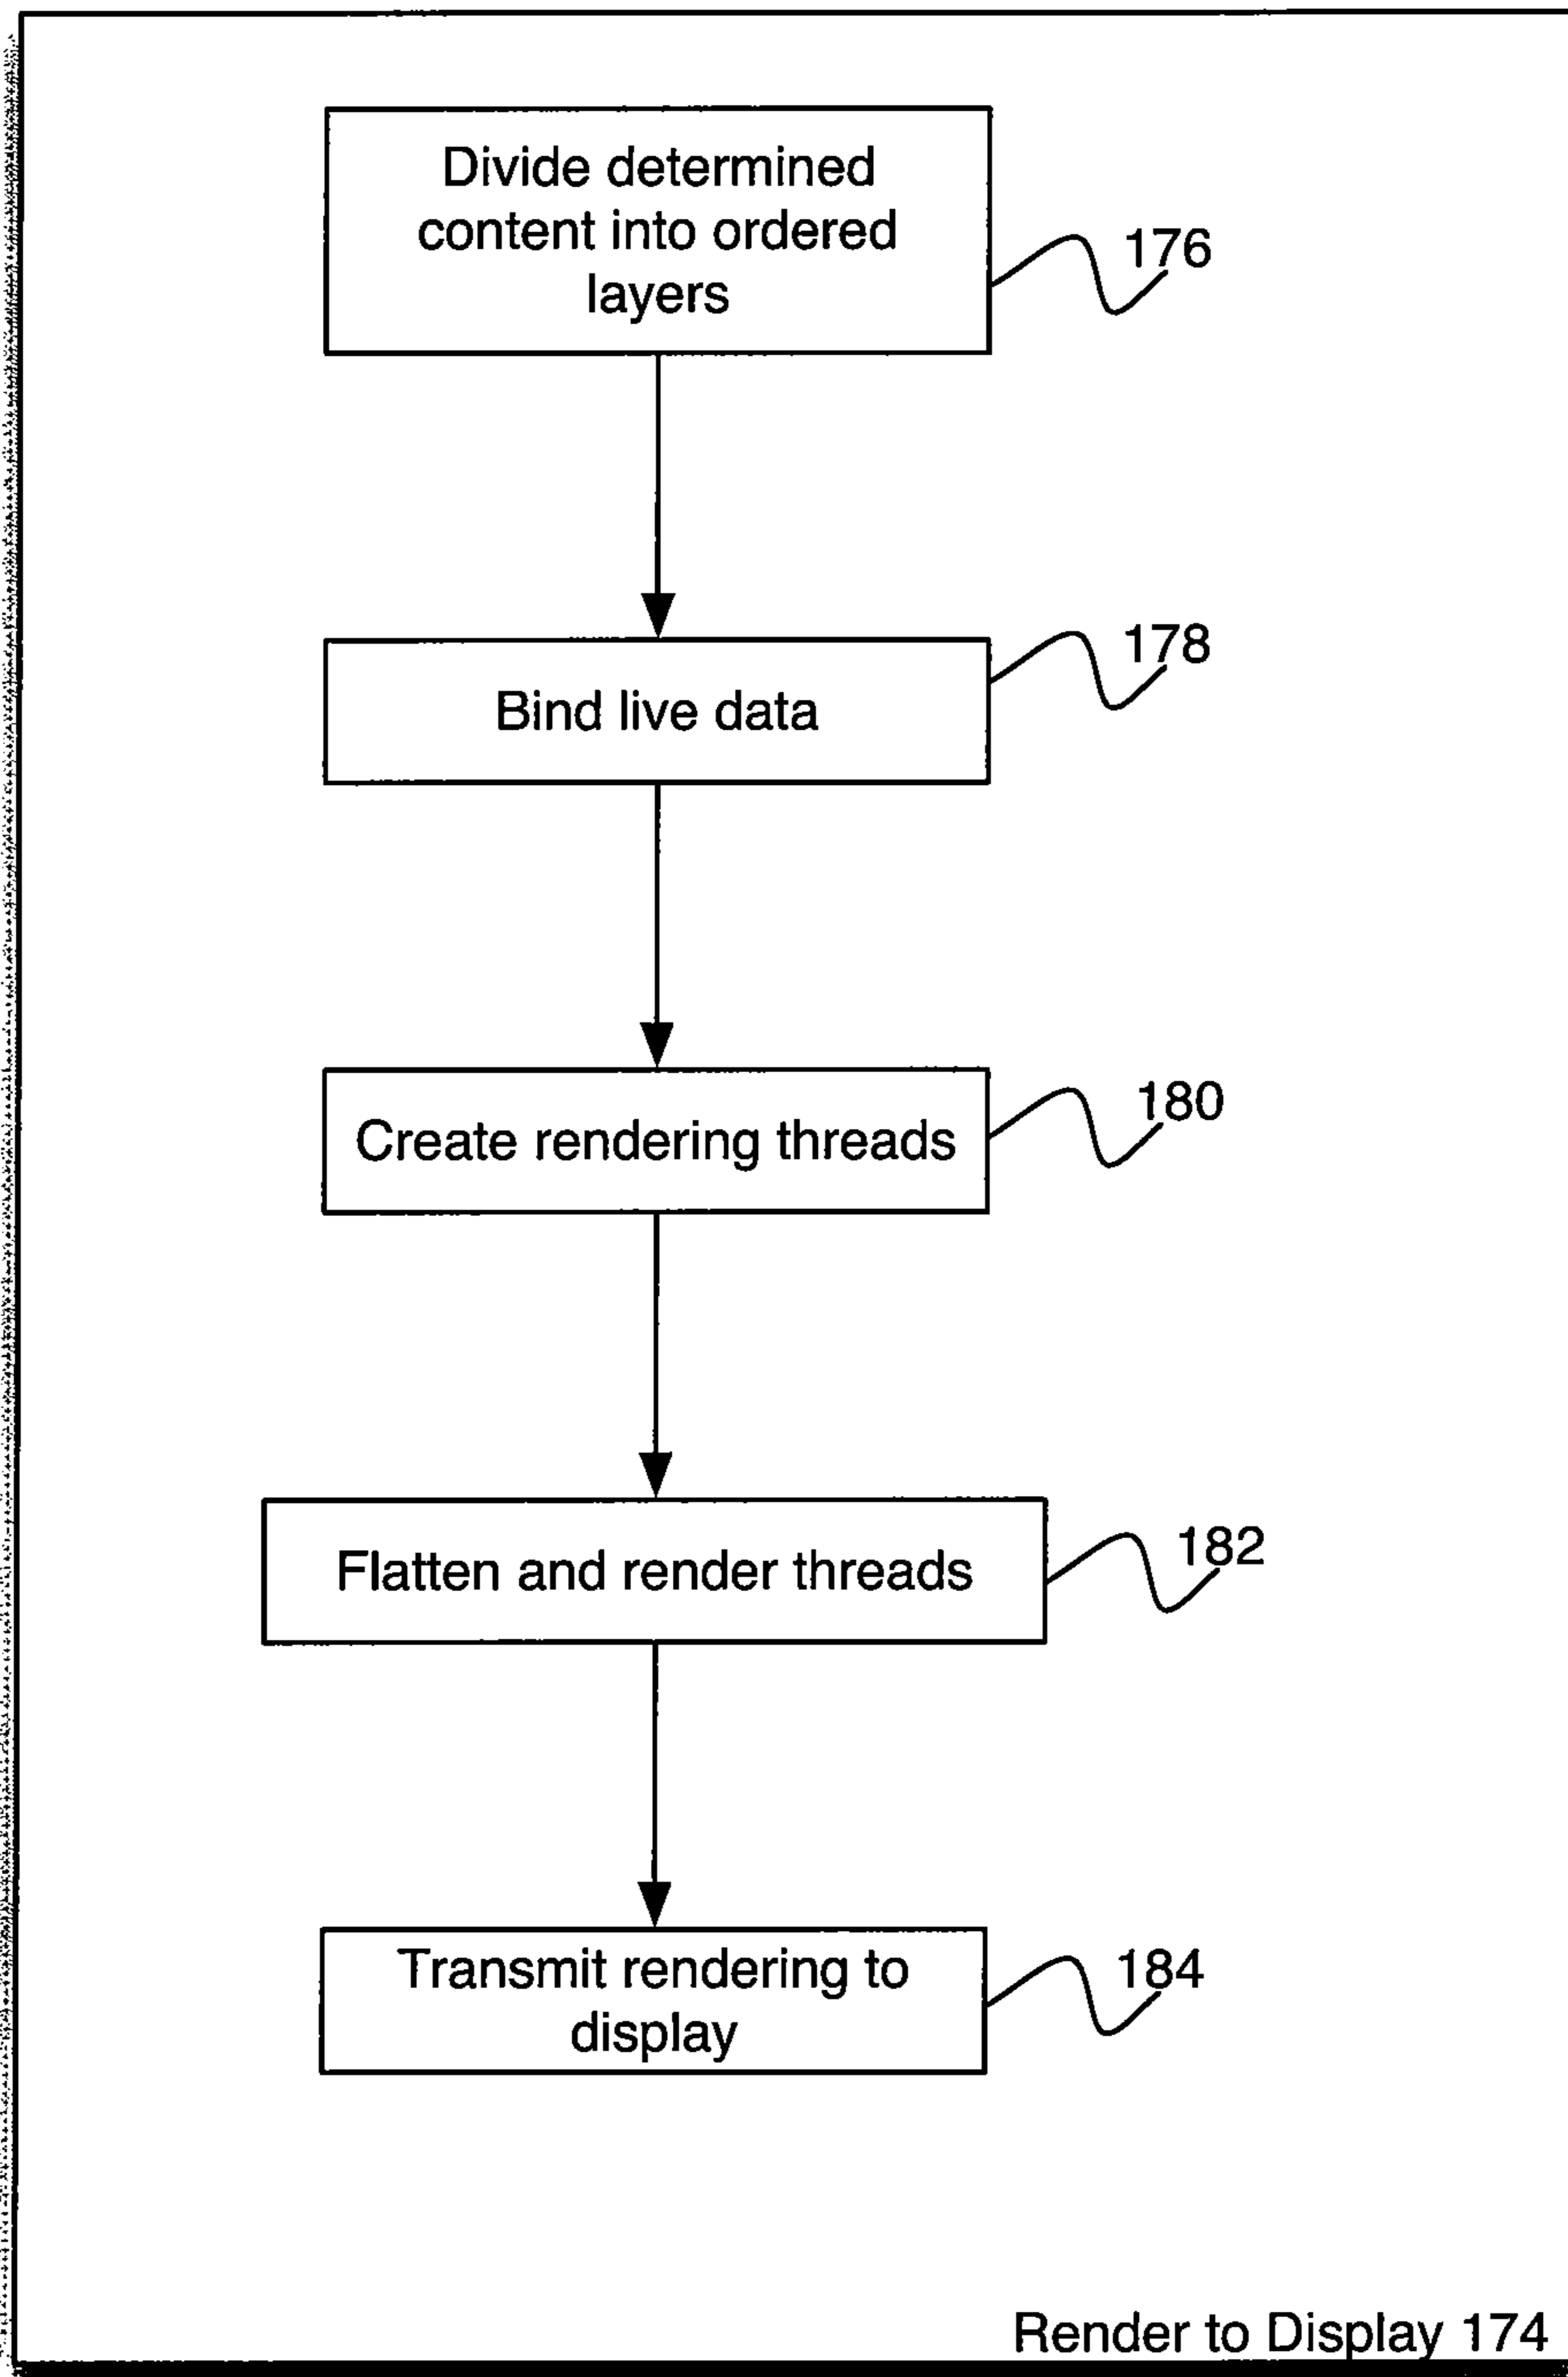 Divide determined
content into ordered
layers
176
Bind live data
178
Create rendering threads
180
Flatten and render threads
182
Transmit rendering to
display
184
Render to Display 174